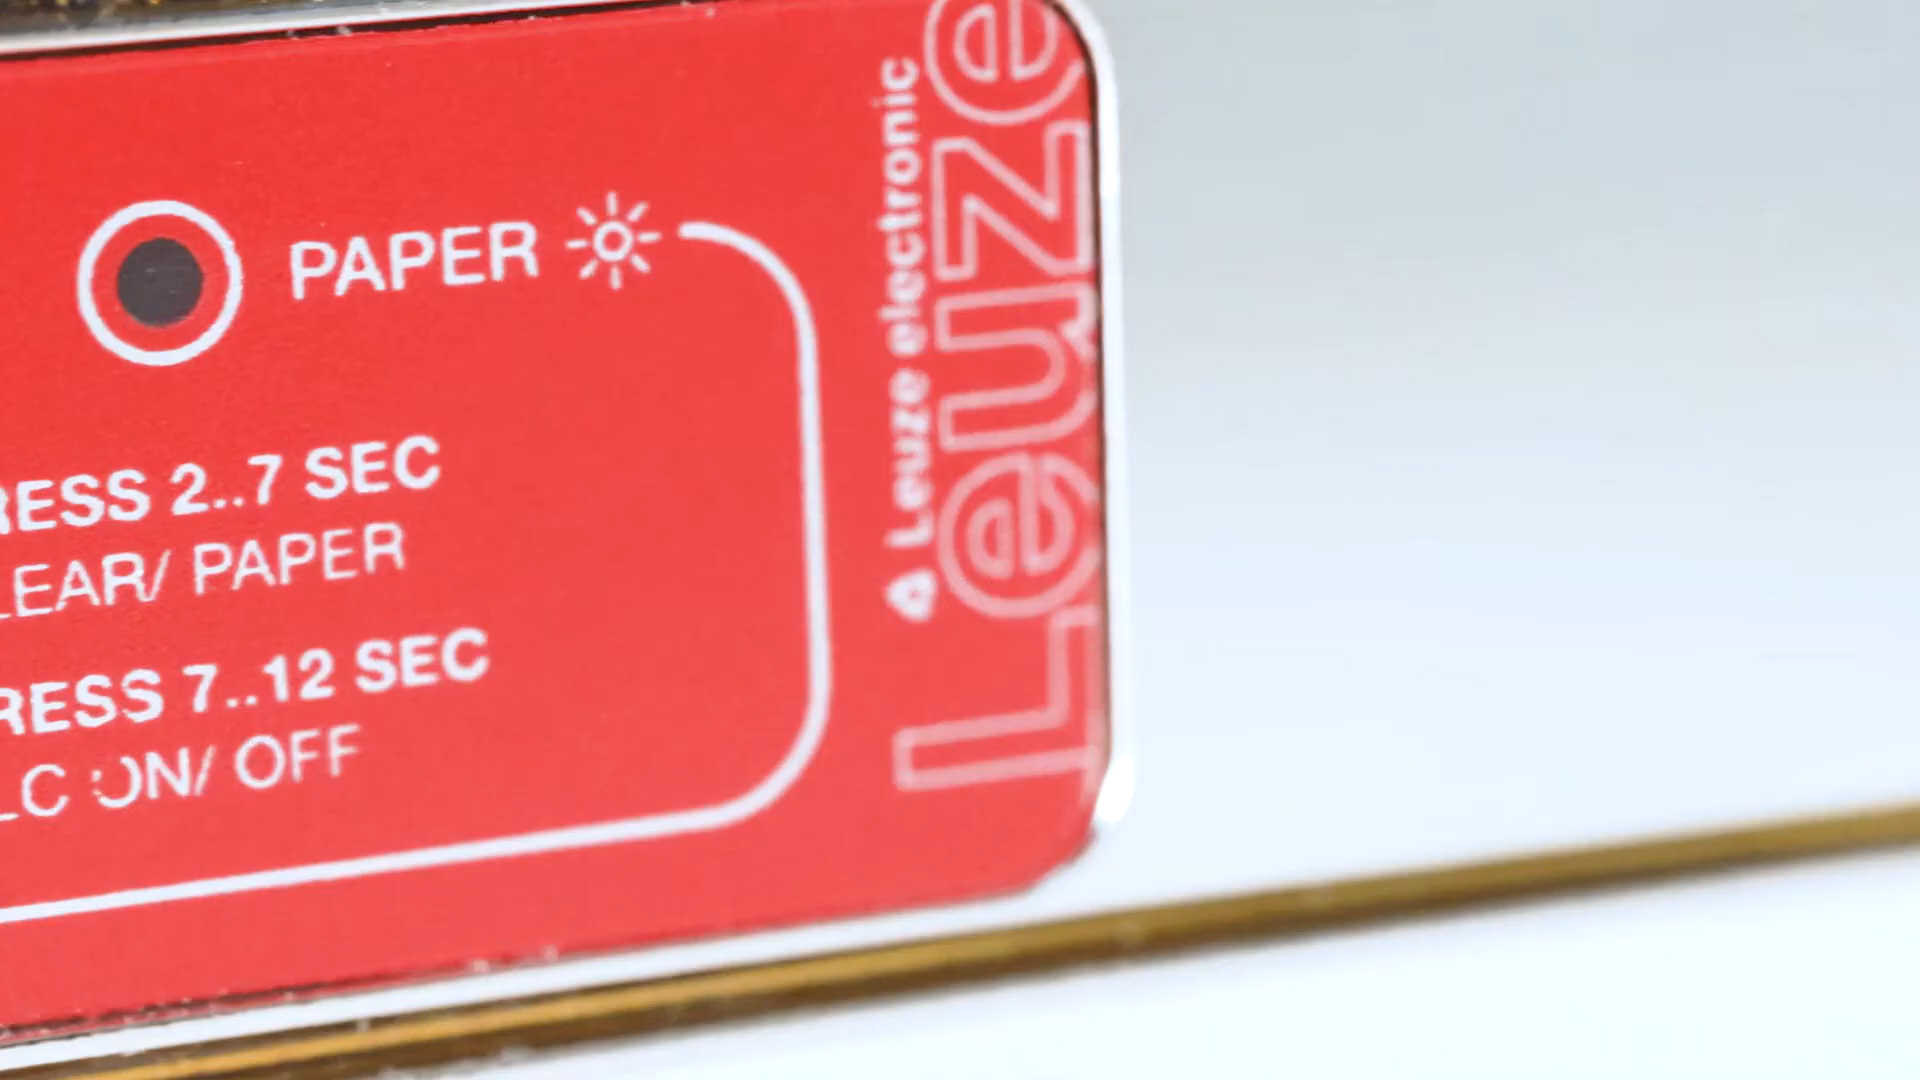 PAPER
RESS 2..7 SEC
LEAR/ PAPER
RESS 7..12 SEC
LC ON/ OFF
Leuze electronic
Leuze